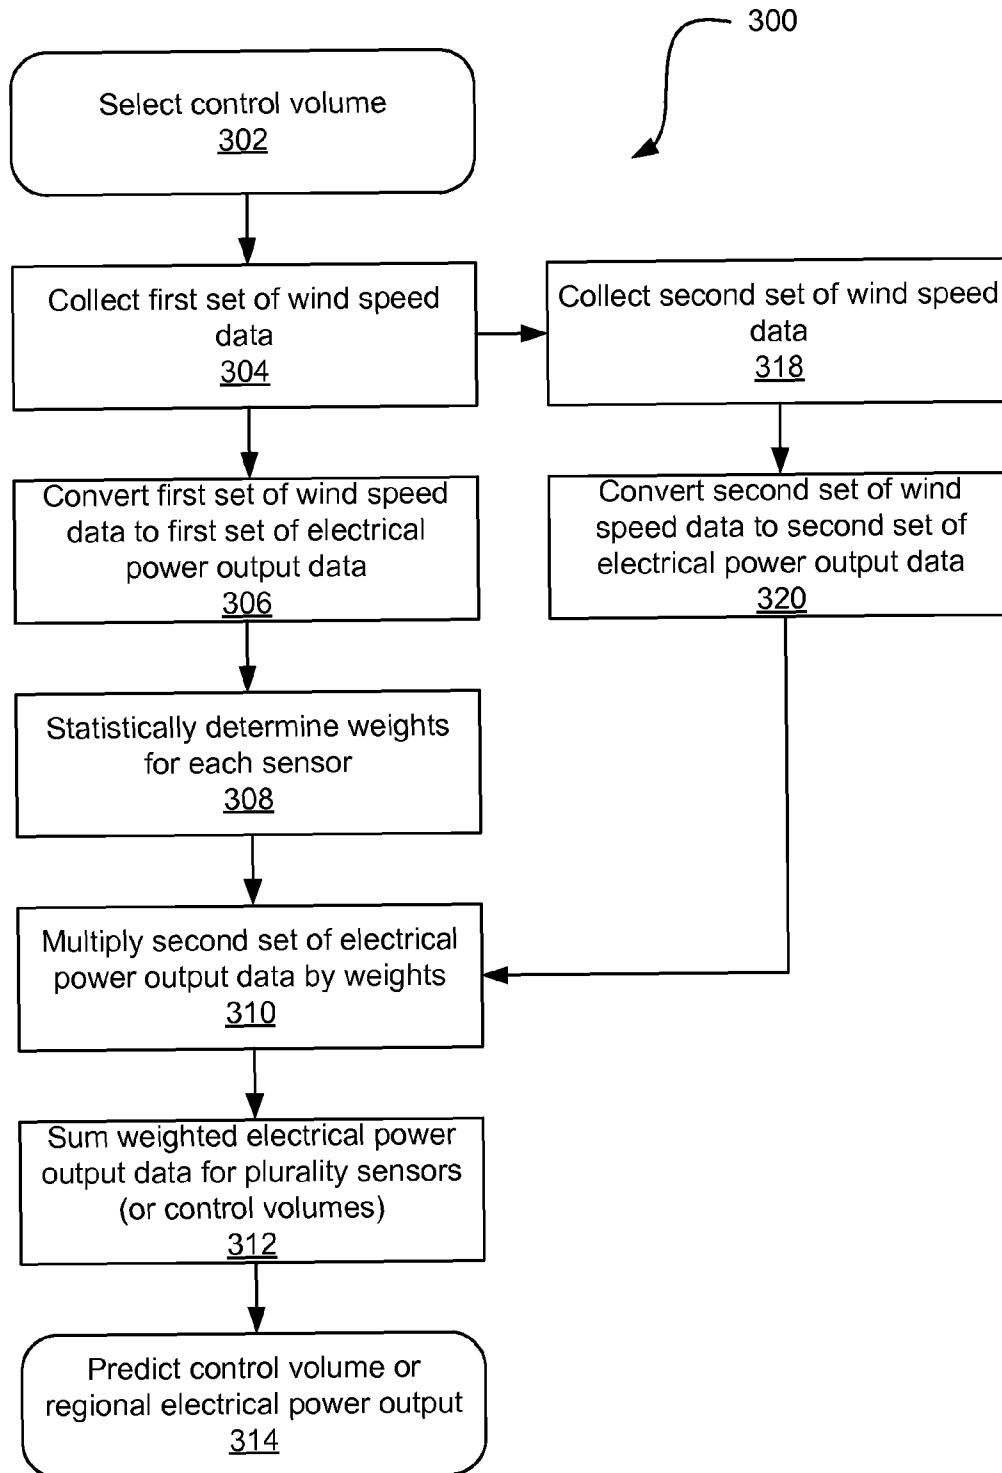 300
Select control volume
302
Collect first set of wind speed
data
304
Collect second set of wind speed
data
318
Convert first set of wind speed
data to first set of electrical
power output data
306
Convert second set of wind
speed data to second set of
electrical power output data
320
Statistically determine weights
for each sensor
308
Multiply second set of electrical
power output data by weights
310
Sum weighted electrical power
output data for plurality sensors
(or control volumes)
312
Predict control volume or
regional electrical power output
314